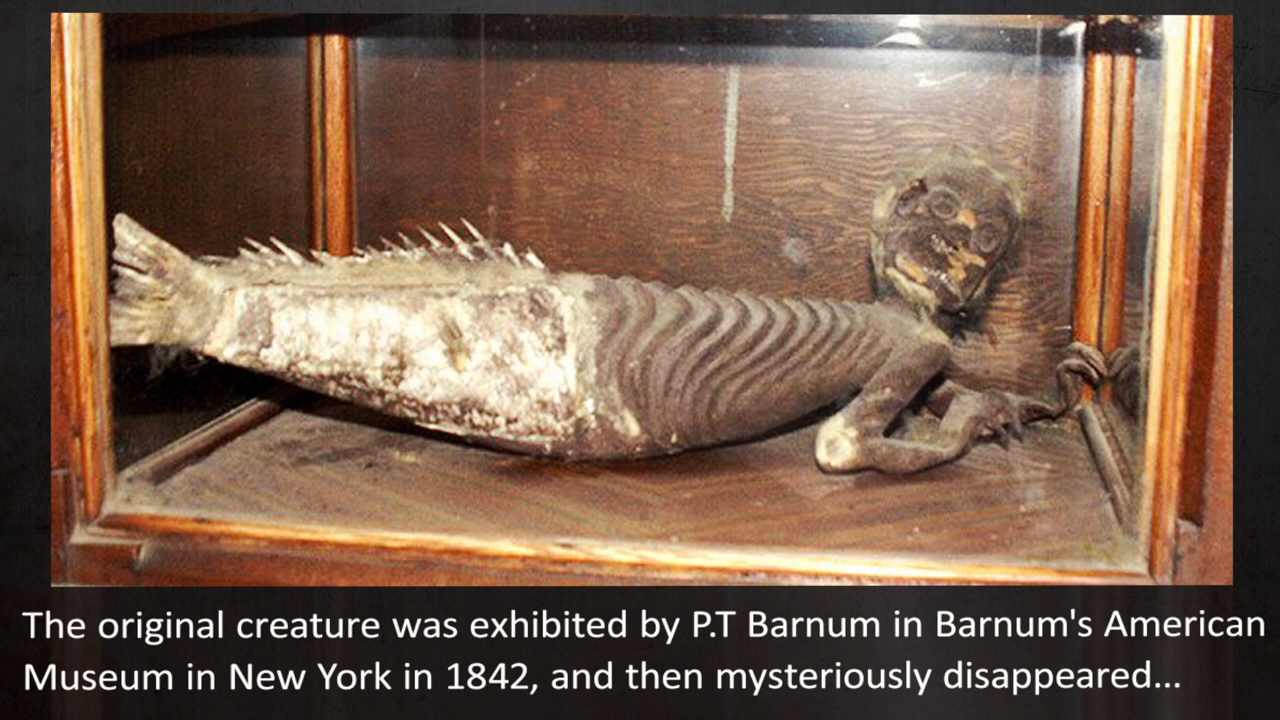 The original creature was exhibited by P.T Barnum in Barnum's American
Museum in New York in 1842, and then mysteriously disappeared...